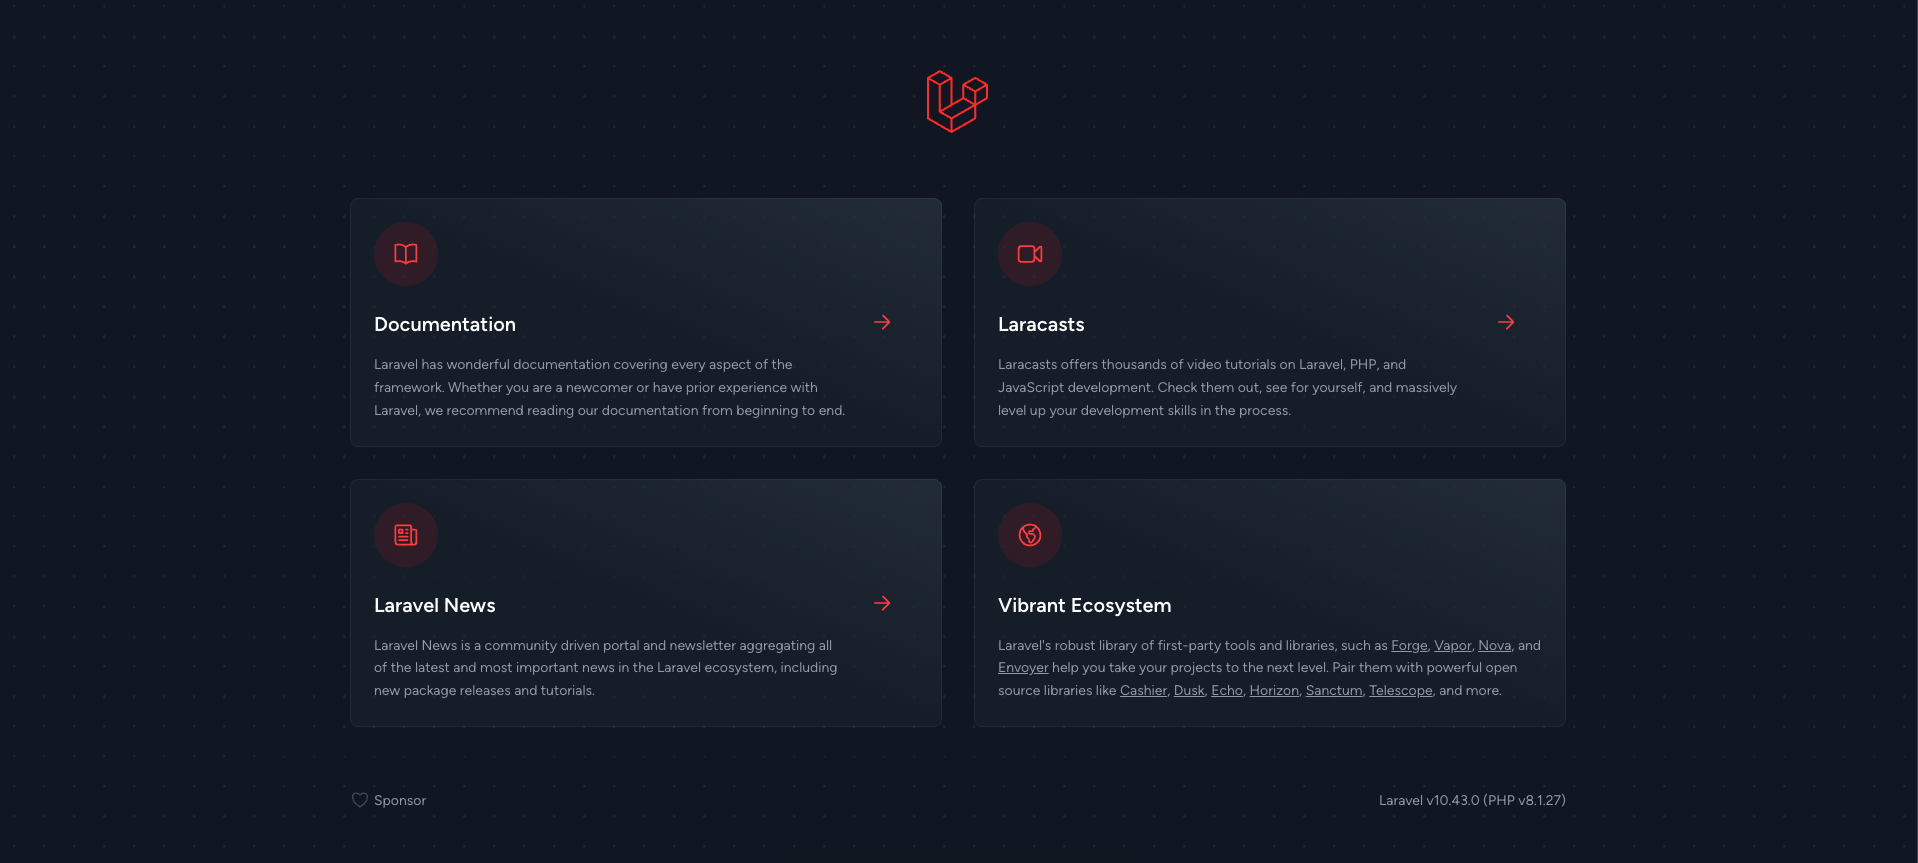 Documentation
Laravel has wonderful documentation covering every aspect of the
framework. Whether you are a newcomer or have prior experience with
Laravel, we recommend reading our documentation from beginning to end.
Laracasts
Laracasts offers thousands of video tutorials on Laravel, PHP, and
JavaScript development. Check them out, see for yourself, and massively
level up your development skills in the process.
Laravel News
Laravel News is a community driven portal and newsletter aggregating all
of the latest and most important news in the Laravel ecosystem, including
new package releases and tutorials.
Vibrant Ecosystem
Laravel's robust library of first-party tools and libraries, such as Forge, Vapor, Nova, and
Envoyer help you take your projects to the next level. Pair them with powerful open
source libraries like Cashier, Dusk, Echo, Horizon, Sanctum, Telescope, and more.
Sponsor
Laravel v10.43.0 (PHP v8.1.27)